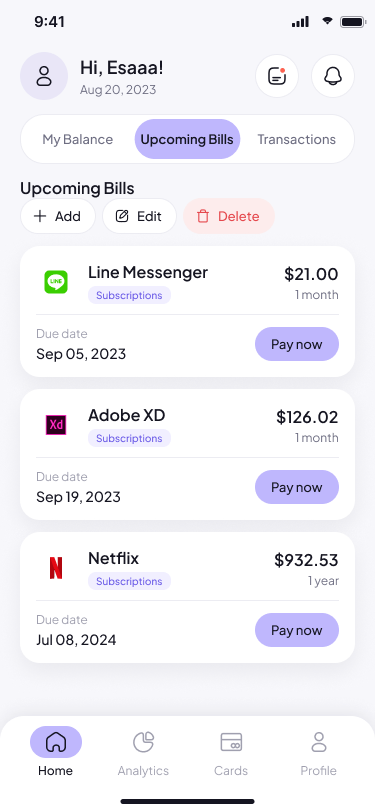 9:41
Hi, Esaaa!
Aug 20, 2023
My Balance Upcoming Bills Transactions
Upcoming Bills
Add Edit Delete
LINE
Line Messenger $21.00
Subscriptions 1 month
Due date
Sep 05, 2023 Pay now
Xd
Adobe XD $126.02
Subscriptions 1 month
Due date
Sep 19, 2023 Pay now
N
Netflix $932.53
Subscriptions 1 year
Due date
Jul 08, 2024 Pay now
Home Analytics Cards Profile